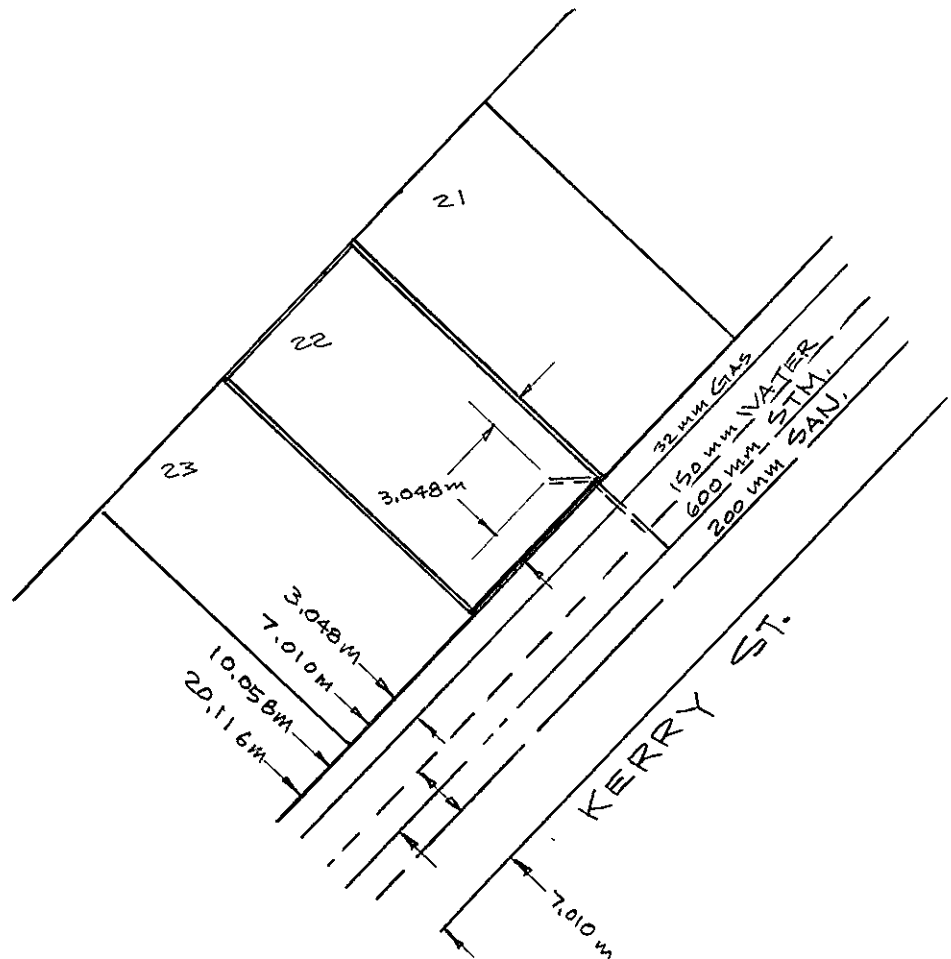 21
22
23
32 mm GAS
150 mm WATER
600 mm STM.
200 mm SAN.
3.048m
3.048m
7.010m
10.058m
20.116m
KERRY ST.
7.010 m